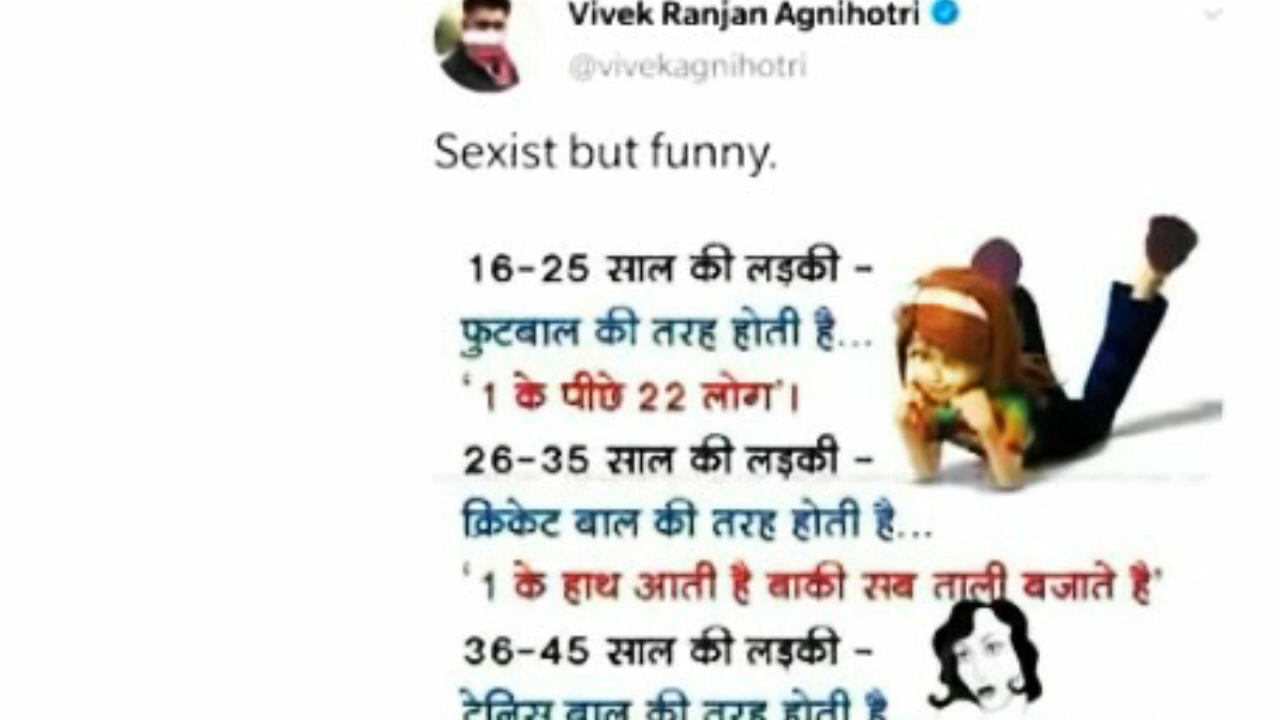 Vivek Ranjan Agnihotri
@vivekagnihotri
Sexist but funny.
16-25 साल की लड़की -
फुटबाल की तरह होती है...
'1 के पीछे 22 लोग'।
26-35 साल की लड़की -
क्रिकेट बाल की तरह होती है...
'1 के हाथ आती है बाकी सब ताली बजाते है'
36-45 साल की लड़की -
टेनिस बाल की तरह होती है